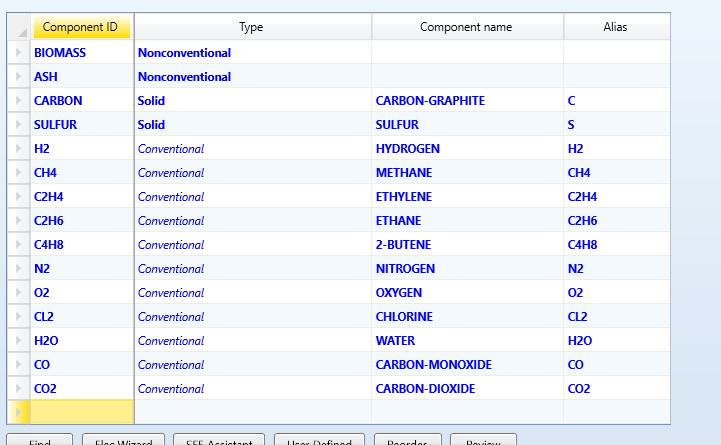 Component ID Type Component name Alias
BIOMASS Nonconventional
ASH Nonconventional
CARBON Solid CARBON-GRAPHITE C
SULFUR Solid SULFUR S
H2 Conventional HYDROGEN H2
CH4 Conventional METHANE CH4
C2H4 Conventional ETHYLENE C2H4
C2H6 Conventional ETHANE C2H6
C4H8 Conventional 2-BUTENE C4H8
N2 Conventional NITROGEN N2
O2 Conventional OXYGEN O2
CL2 Conventional CHLORINE CL2
H2O Conventional WATER H2O
CO Conventional CARBON-MONOXIDE CO
CO2 Conventional CARBON-DIOXIDE CO2
Find Elec Wizard SFE Assistant User Defined Reorder Review